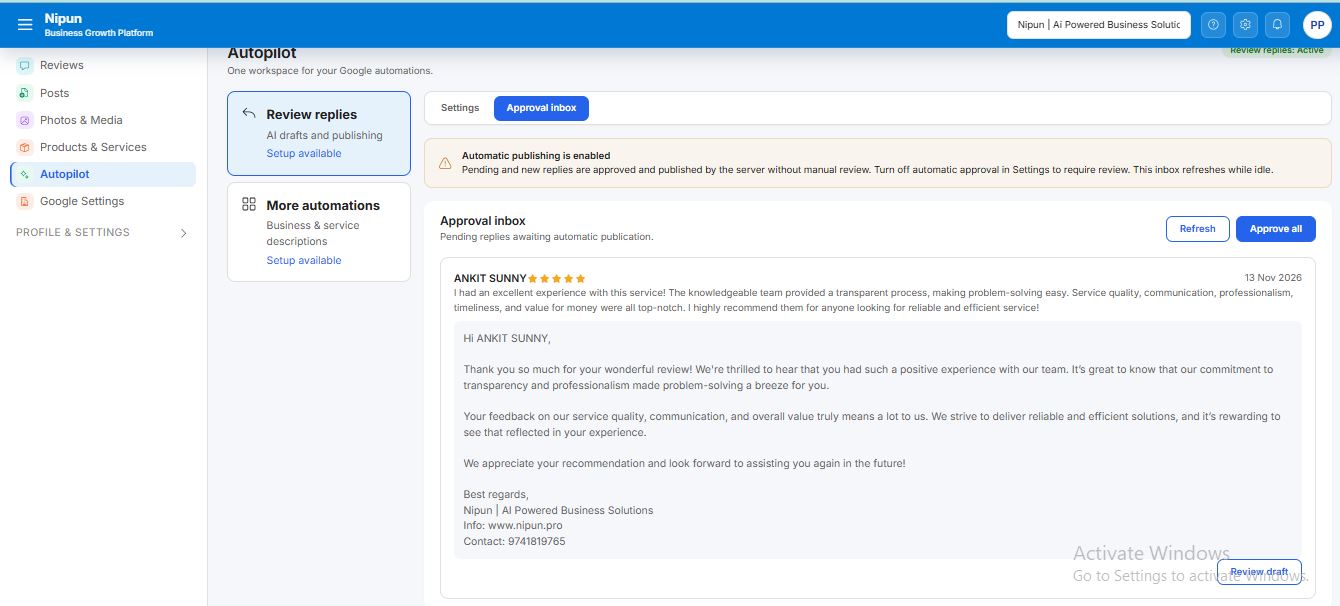 Nipun
Business Growth Platform
Nipun | Ai Powered Business Solutic
PP
Reviews
Posts
Photos & Media
Products & Services
Autopilot
Google Settings
PROFILE & SETTINGS
Autopilot
One workspace for your Google automations.
Review replies: Active
Review replies
AI drafts and publishing
Setup available
More automations
Business & service
descriptions
Setup available
Settings
Approval inbox
Automatic publishing is enabled
Pending and new replies are approved and published by the server without manual review. Turn off automatic approval in Settings to require review. This inbox refreshes while idle.
Approval inbox
Pending replies awaiting automatic publication.
Refresh
Approve all
ANKIT SUNNY
13 Nov 2026
I had an excellent experience with this service! The knowledgeable team provided a transparent process, making problem-solving easy. Service quality, communication, professionalism,
timeliness, and value for money were all top-notch. I highly recommend them for anyone looking for reliable and efficient service!
Hi ANKIT SUNNY,
Thank you so much for your wonderful review! We're thrilled to hear that you had such a positive experience with our team. It's great to know that our commitment to
transparency and professionalism made problem-solving a breeze for you.
Your feedback on our service quality, communication, and overall value truly means a lot to us. We strive to deliver reliable and efficient solutions, and it's rewarding to
see that reflected in your experience.
We appreciate your recommendation and look forward to assisting you again in the future!
Best regards,
Nipun | AI Powered Business Solutions
Info: www.nipun.pro
Contact: 9741819765
Review draft
Activate Windows
Go to Settings to activate Windows.